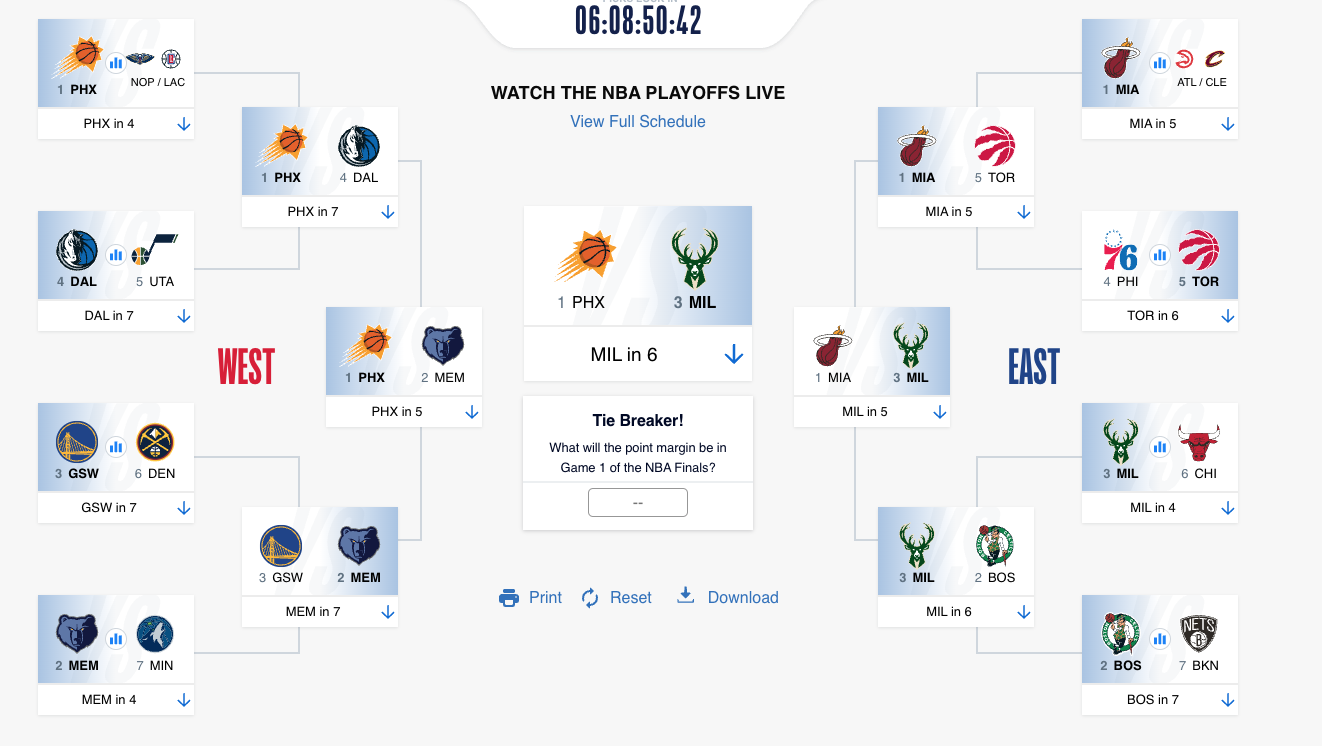 06:08:50:42
WATCH THE NBA PLAYOFFS LIVE
View Full Schedule
NOP / LAC
1 PHX
PHX in 4
1 PHX
4 DAL
PHX in 7
4 DAL
5 UTA
DAL in 7
WEST
1 PHX
2 MEM
PHX in 5
3 GSW
6 DEN
GSW in 7
3 GSW
2 MEM
MEM in 7
2 MEM
7 MIN
MEM in 4
1 PHX
3 MIL
MIL in 6
Tie Breaker!
What will the point margin be in
Game 1 of the NBA Finals?
--
Print
Reset
Download
ATL / CLE
1 MIA
MIA in 5
1 MIA
5 TOR
MIA in 5
76
4 PHI
5 TOR
TOR in 6
EAST
1 MIA
3 MIL
MIL in 5
3 MIL
6 CHI
MIL in 4
3 MIL
2 BOS
MIL in 6
NETS
B
2 BOS
7 BKN
BOS in 7